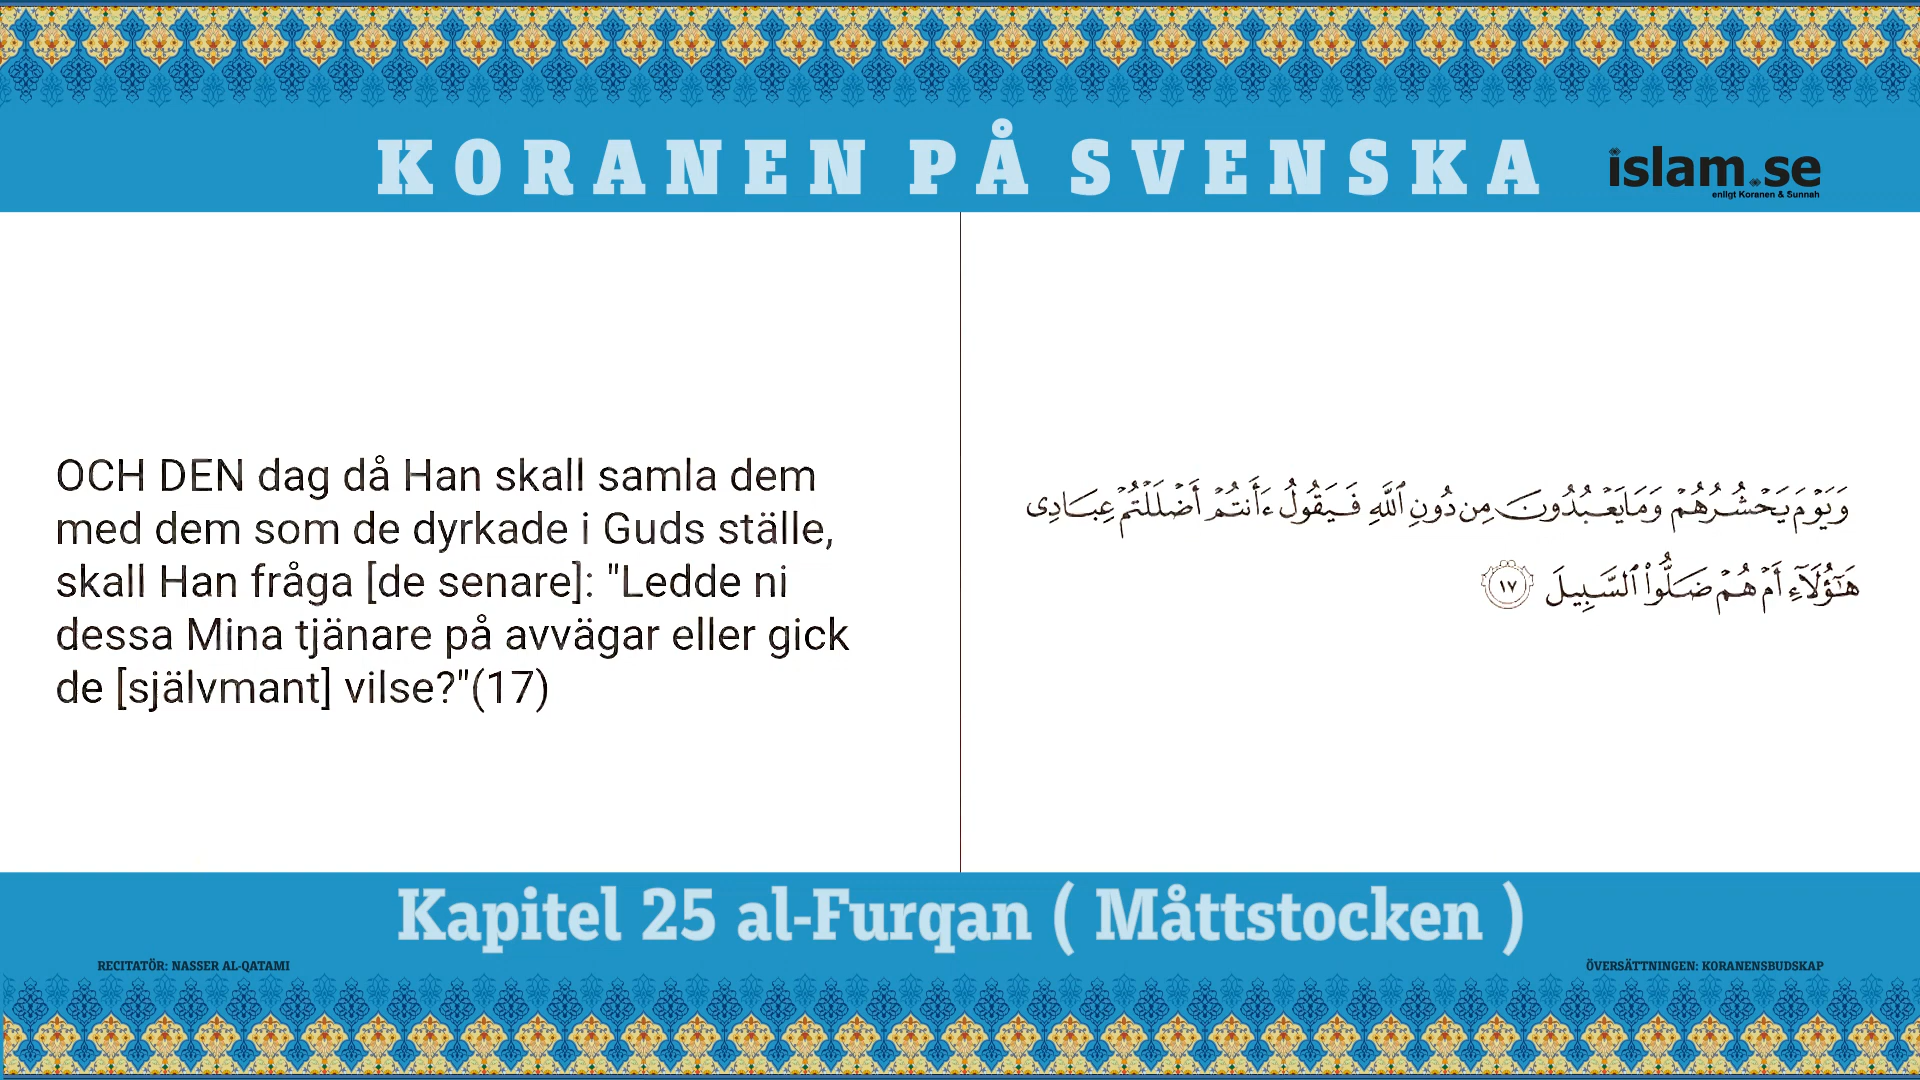 KORANEN PÅ SVENSKA
islam.se
enligt Koranen & Sunnah
OCH DEN dag då Han skall samla dem
med dem som de dyrkade i Guds ställe,
skall Han fråga [de senare]: "Ledde ni
dessa Mina tjänare på avvägar eller gick
de [självmant] vilse?"(17)
وَيَوْمَ يَحْشُرُهُمْ وَمَا يَعْبُدُونَ مِن دُونِ ٱللَّهِ فَيَقُولُ ءَأَنتُمْ أَضْلَلْتُمْ عِبَادِى
هَٰٓؤُلَآءِ أَمْ هُمْ ضَلُّوا۟ ٱلسَّبِيلَ ١٧
Kapitel 25 al-Furqan ( Måttstocken )
RECITATÖR: NASSER AL-QATAMI
ÖVERSÄTTNINGEN: KORANENSBUDSKAP